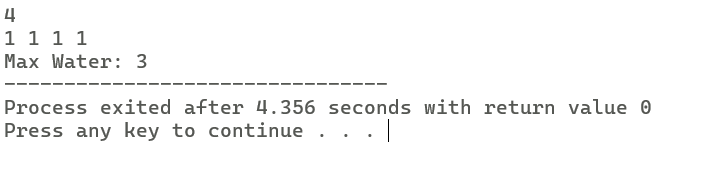 4
1 1 1 1
Max Water: 3
--------------------------------
Process exited after 4.356 seconds with return value 0
Press any key to continue . . .